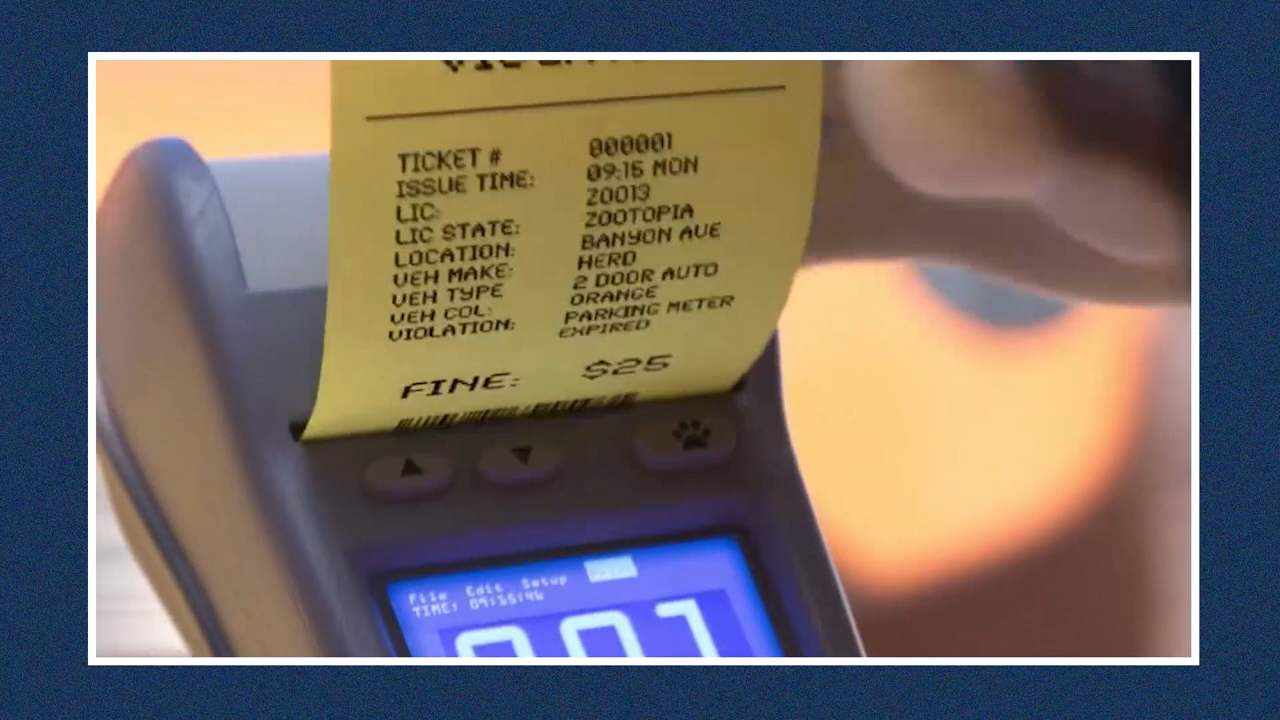 TICKET # 000001
ISSUE TIME: 09:15 MON
LIC: Z0013
LIC STATE: ZOOTOPIA
LOCATION: BANYON AVE
VEH MAKE: HERD
VEH TYPE 2 DOOR AUTO
VEH COL: ORANGE
VIOLATION: PARKING METER
EXPIRED
FINE: $25
File Edit Setup
TIME: 09:15:46
001